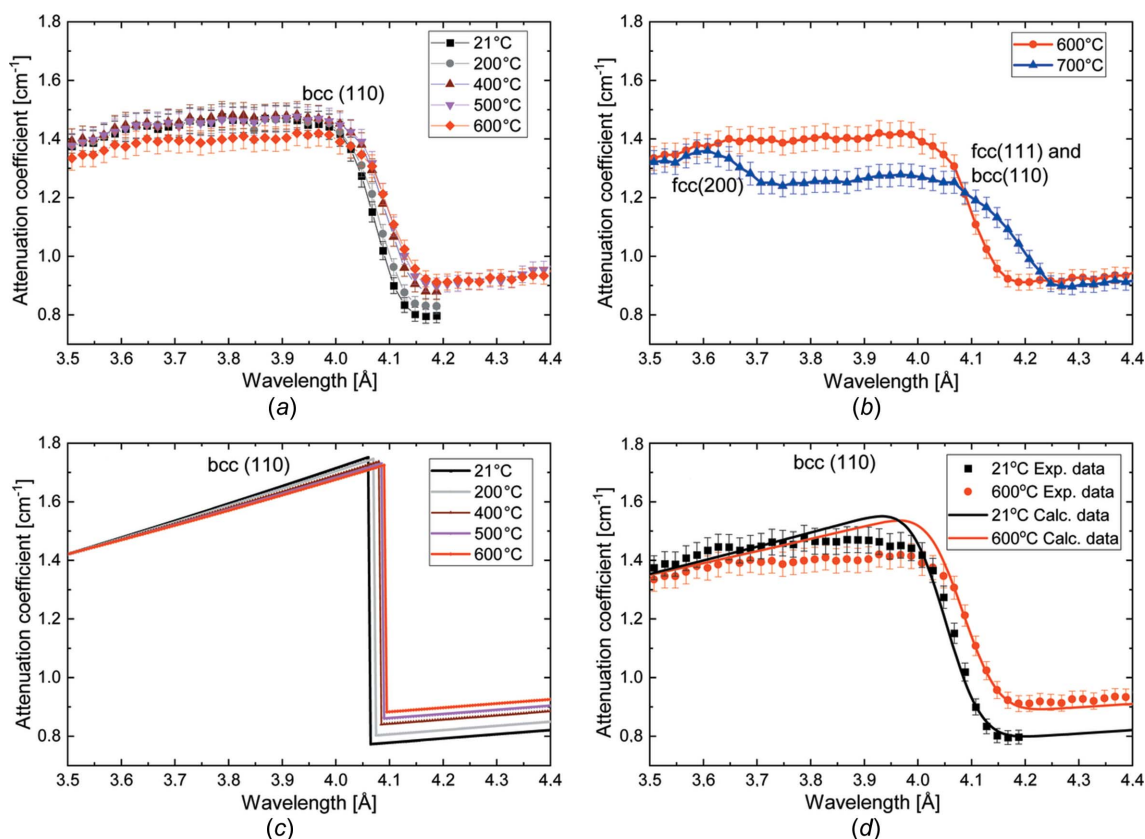 1.8
1.6
1.5
1.4
1.2
1.0
0.8
Attenuation coefficient [cm⁻¹]
bcc (110)
21°C
200°C
400°C
500°C
600°C
3.5 3.6 3.7 3.8 3.9 4.0 4.1 4.2 4.3 4.4
Wavelength [Å]
(a)
1.8
1.6
1.5
1.4
1.2
1.0
0.8
Attenuation coefficient [cm⁻¹]
600°C
700°C
fcc(200)
fcc(111) and
bcc(110)
3.5 3.6 3.7 3.8 3.9 4.0 4.1 4.2 4.3 4.4
Wavelength [Å]
(b)
1.8
1.6
1.4
1.2
1.0
0.8
Attenuation coefficient [cm⁻¹]
bcc (110)
21°C
200°C
400°C
500°C
600°C
3.5 3.6 3.7 3.8 3.9 4.0 4.1 4.2 4.3 4.4
Wavelength [Å]
(c)
1.8
1.6
1.4
1.2
1.0
0.8
Attenuation coefficient [cm⁻¹]
bcc (110)
21°C Exp. data
600°C Exp. data
21°C Calc. data
600°C Calc. data
3.5 3.6 3.7 3.8 3.9 4.0 4.1 4.2 4.3 4.4
Wavelength [Å]
(d)